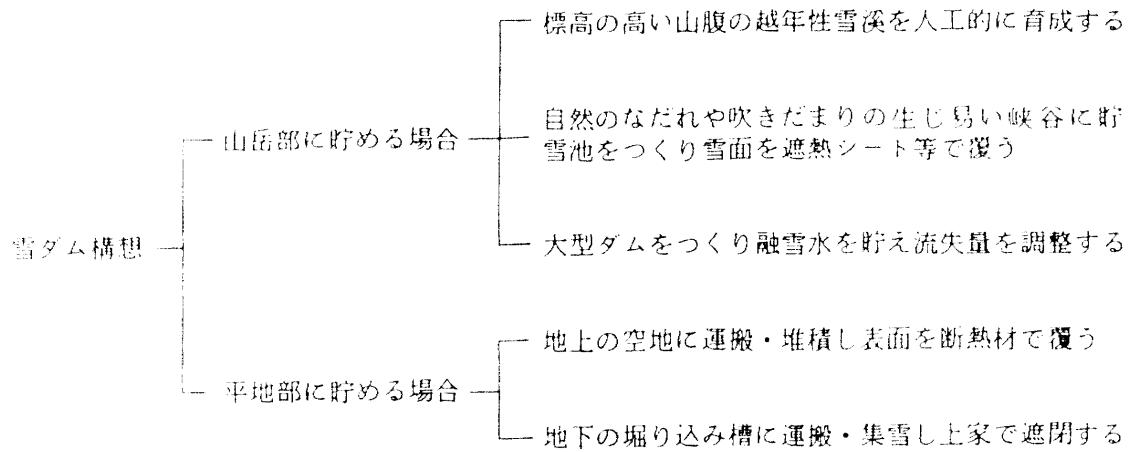 標高の高い山腹の越年性雪渓を人工的に育成する
山岳部に貯める場合
自然のなだれや吹きだまりの生じ易い峡谷に貯
雪池をつくり雪面を遮熱シート等で覆う
雪ダム構想
大型ダムをつくり融雪水を貯え流失量を調整する
地上の空地に運搬・堆積し表面を断熱材で覆う
平地部に貯める場合
地下の堀り込み槽に運搬・集雪し上家で遮閉する